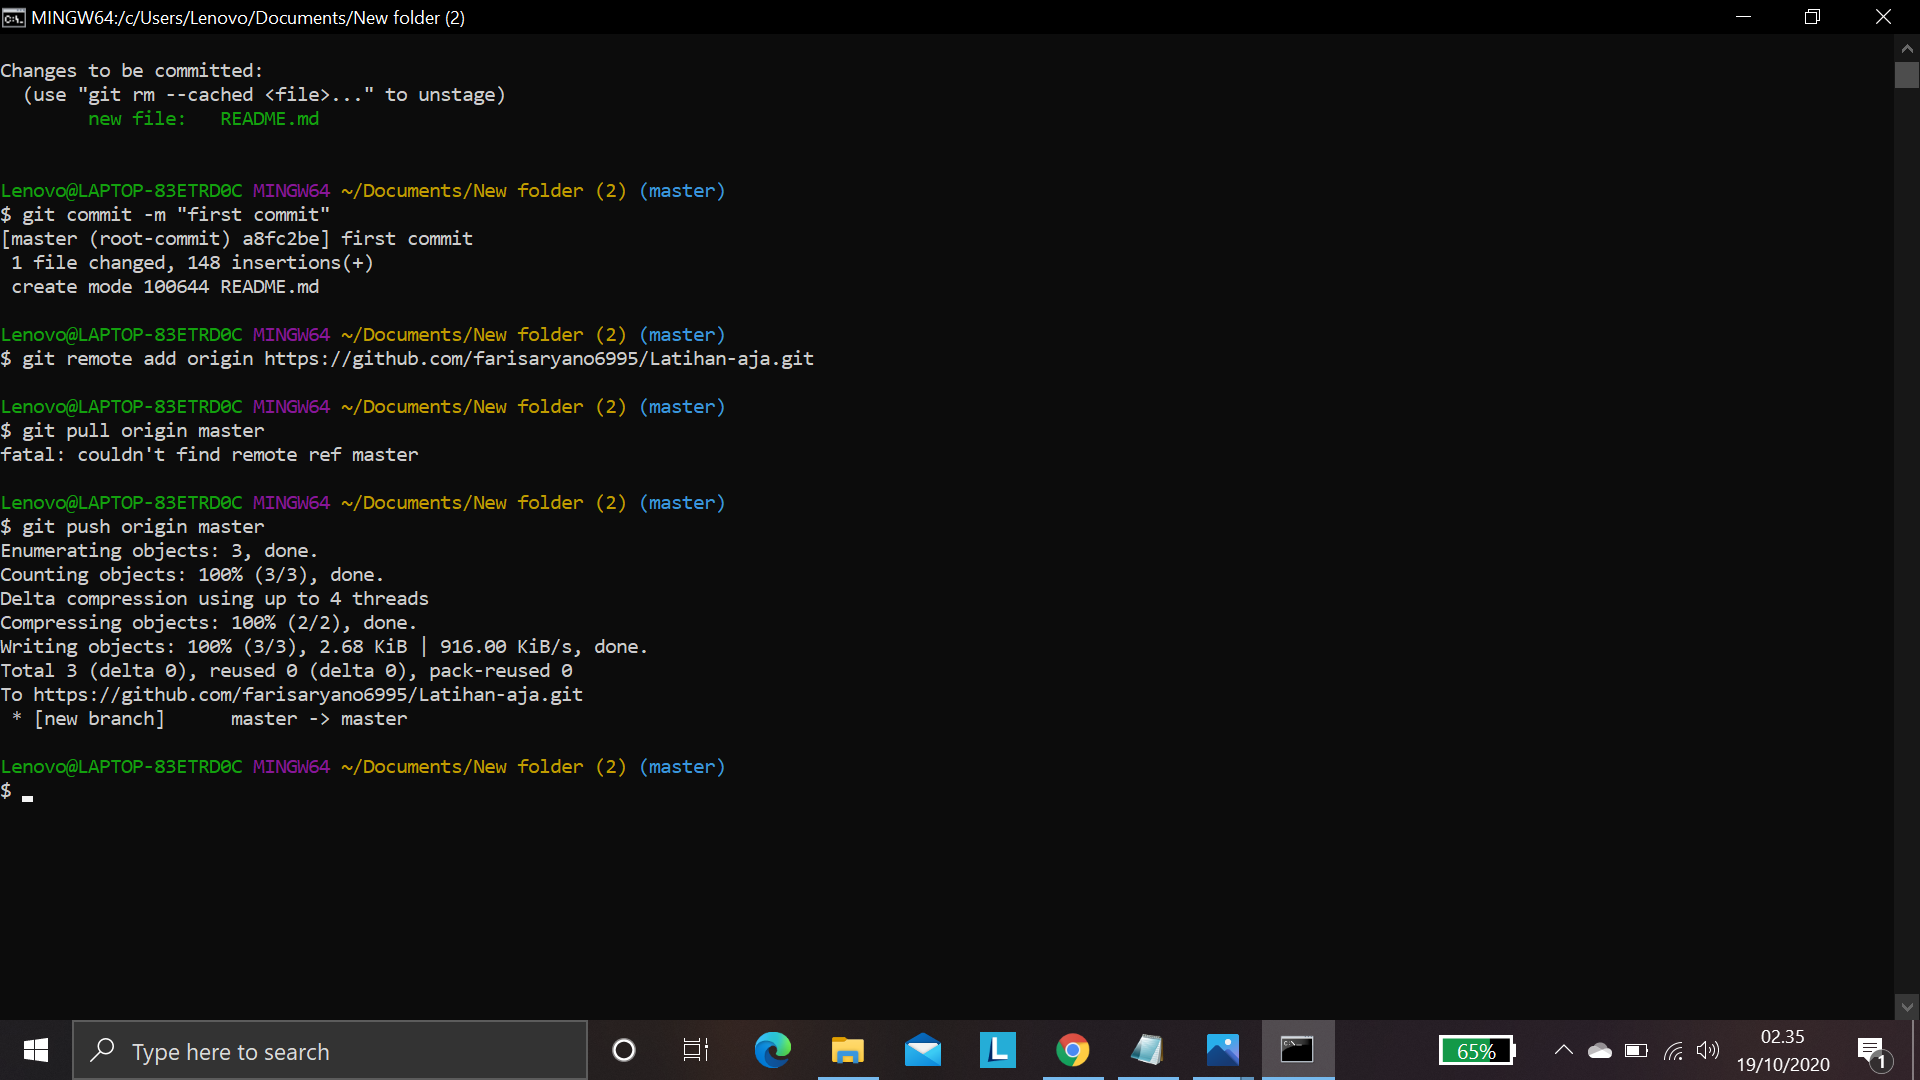 MINGW64:/c/Users/Lenovo/Documents/New folder (2)
Changes to be committed:
  (use "git rm --cached <file>..." to unstage)
        new file:   README.md
Lenovo@LAPTOP-83ETRD0C MINGW64 ~/Documents/New folder (2) (master)
$ git commit -m "first commit"
[master (root-commit) a8fc2be] first commit
 1 file changed, 148 insertions(+)
 create mode 100644 README.md
Lenovo@LAPTOP-83ETRD0C MINGW64 ~/Documents/New folder (2) (master)
$ git remote add origin https://github.com/farisaryano6995/Latihan-aja.git
Lenovo@LAPTOP-83ETRD0C MINGW64 ~/Documents/New folder (2) (master)
$ git pull origin master
fatal: couldn't find remote ref master
Lenovo@LAPTOP-83ETRD0C MINGW64 ~/Documents/New folder (2) (master)
$ git push origin master
Enumerating objects: 3, done.
Counting objects: 100% (3/3), done.
Delta compression using up to 4 threads
Compressing objects: 100% (2/2), done.
Writing objects: 100% (3/3), 2.68 KiB | 916.00 KiB/s, done.
Total 3 (delta 0), reused 0 (delta 0), pack-reused 0
To https://github.com/farisaryano6995/Latihan-aja.git
 * [new branch]      master -> master
Lenovo@LAPTOP-83ETRD0C MINGW64 ~/Documents/New folder (2) (master)
$
Type here to search
L
65%
02.35
19/10/2020
1